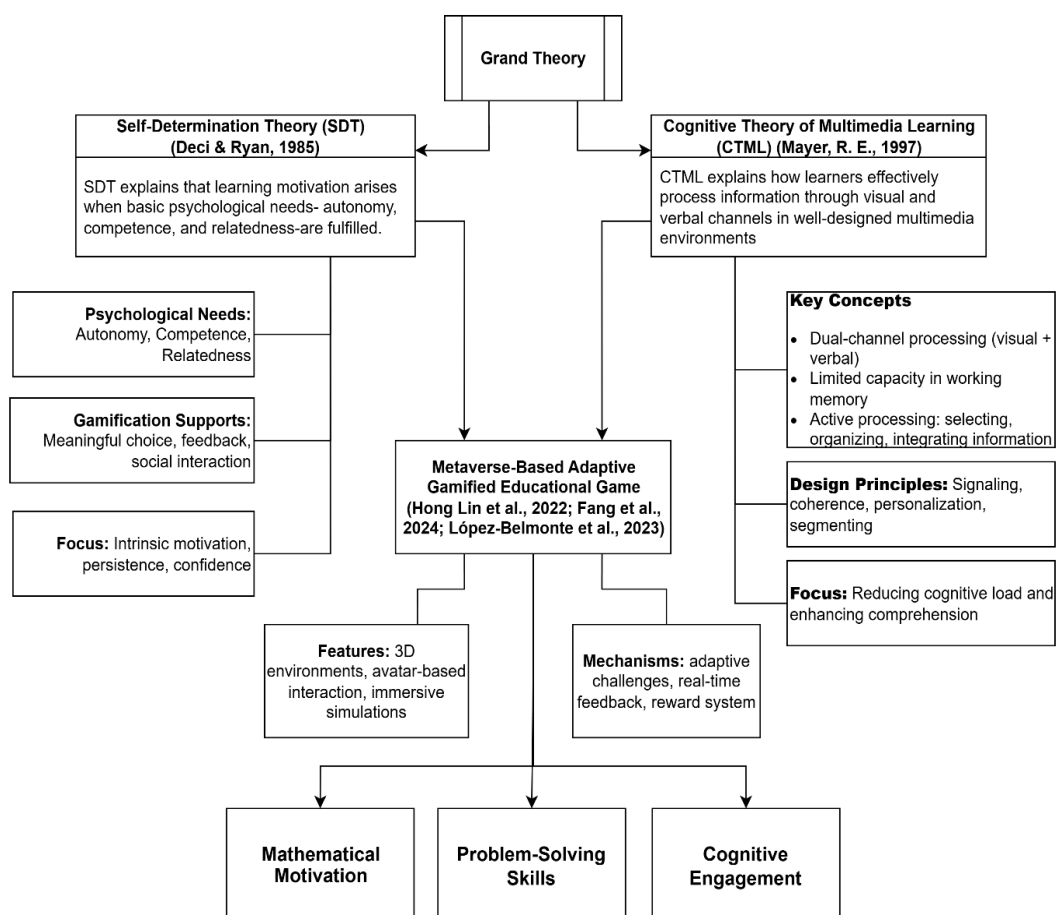 Grand Theory
Self-Determination Theory (SDT)
(Deci & Ryan, 1985)
SDT explains that learning motivation arises
when basic psychological needs- autonomy,
competence, and relatedness-are fulfilled.
Cognitive Theory of Multimedia Learning
(CTML) (Mayer, R. E., 1997)
CTML explains how learners effectively
process information through visual and
verbal channels in well-designed multimedia
environments
Psychological Needs:
Autonomy, Competence,
Relatedness
Gamification Supports:
Meaningful choice, feedback,
social interaction
Focus: Intrinsic motivation,
persistence, confidence
Key Concepts
• Dual-channel processing (visual +
verbal)
• Limited capacity in working
memory
• Active processing: selecting,
organizing, integrating information
Design Principles: Signaling,
coherence, personalization,
segmenting
Focus: Reducing cognitive load and
enhancing comprehension
Metaverse-Based Adaptive
Gamified Educational Game
(Hong Lin et al., 2022; Fang et al.,
2024; López-Belmonte et al., 2023)
Features: 3D
environments, avatar-based
interaction, immersive
simulations
Mechanisms: adaptive
challenges, real-time
feedback, reward system
Mathematical
Motivation
Problem-Solving
Skills
Cognitive
Engagement